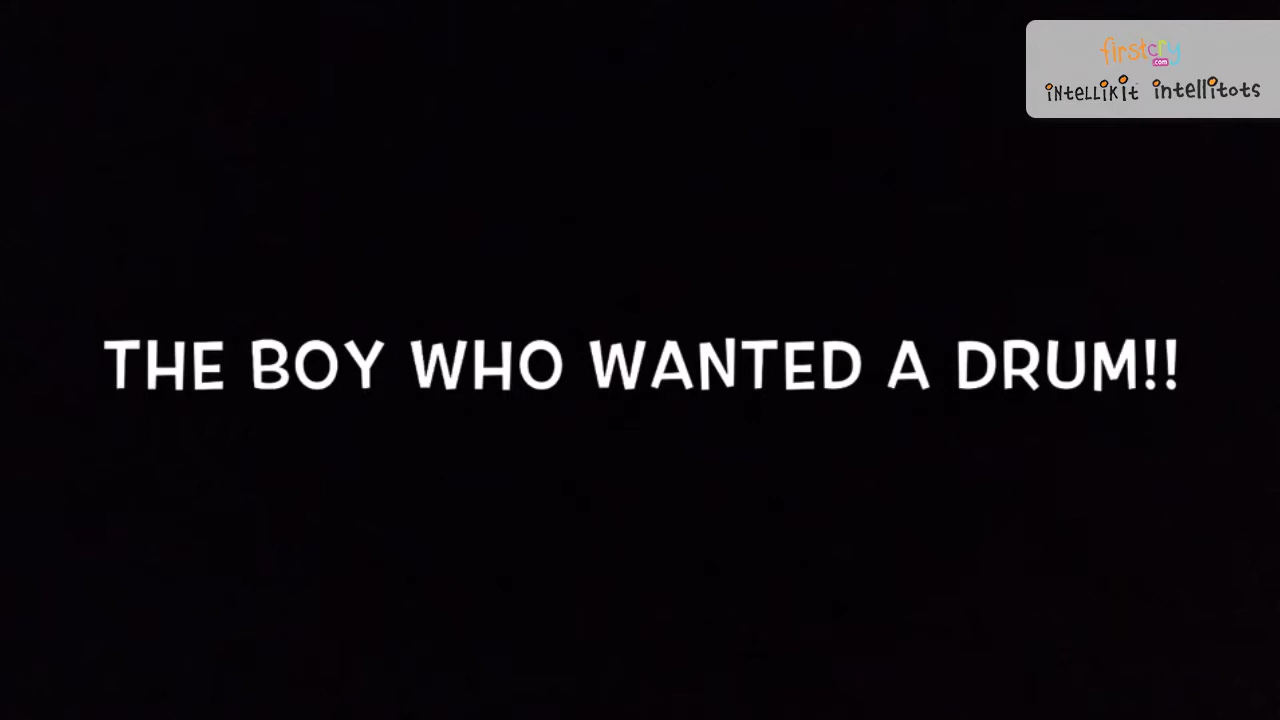 firstcry
.com
intellikit intellitots
THE BOY WHO WANTED A DRUM!!